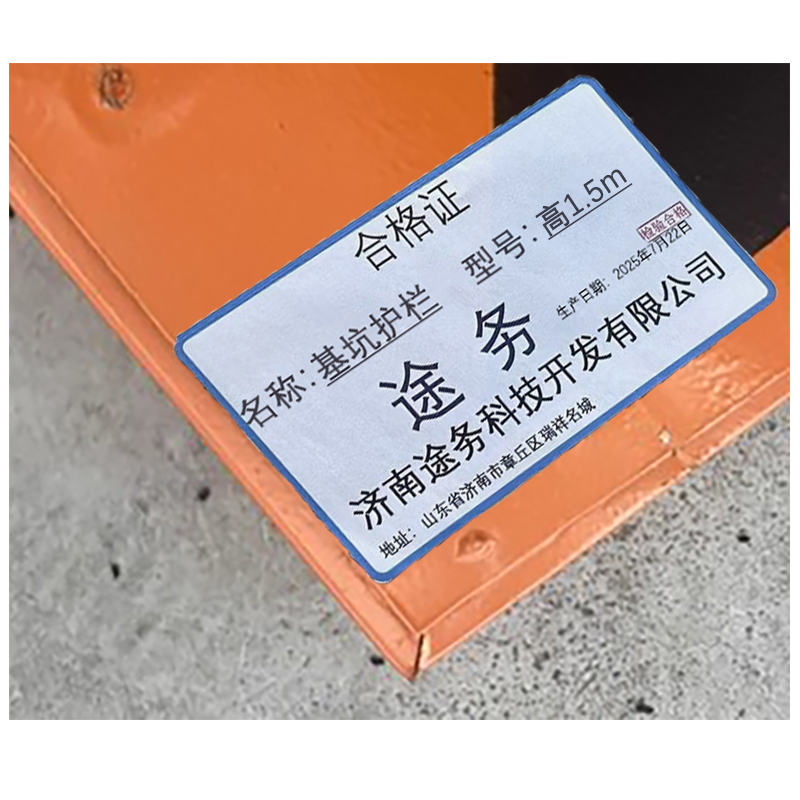 合格证
名称：基坑护栏 型号：高1.5m
检验合格
途务 生产日期：2025年7月22日
济南途务科技开发有限公司
地址：山东省济南市章丘区瑞祥名城